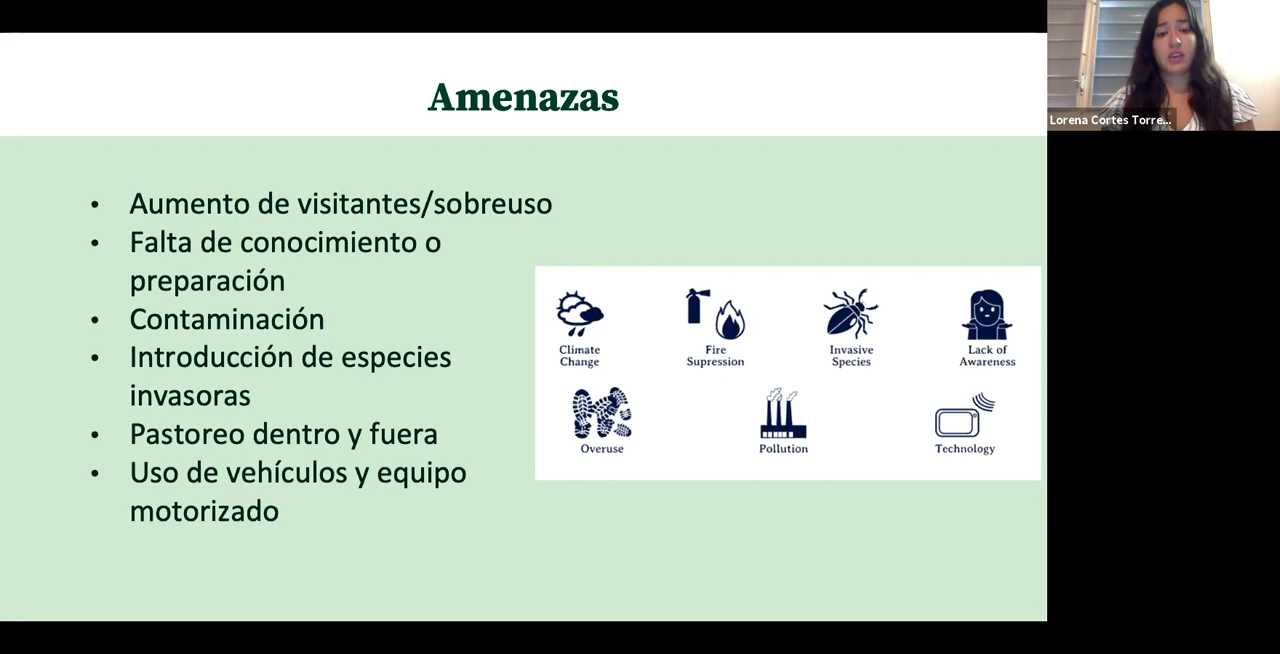 Amenazas
Lorena Cortes Torre...
• Aumento de visitantes/sobreuso
• Falta de conocimiento o
preparación
• Contaminación
• Introducción de especies
invasoras
• Pastoreo dentro y fuera
• Uso de vehículos y equipo
motorizado
Climate
Change
Fire
Supression
Invasive
Species
Lack of
Awareness
Overuse
Pollution
Technology